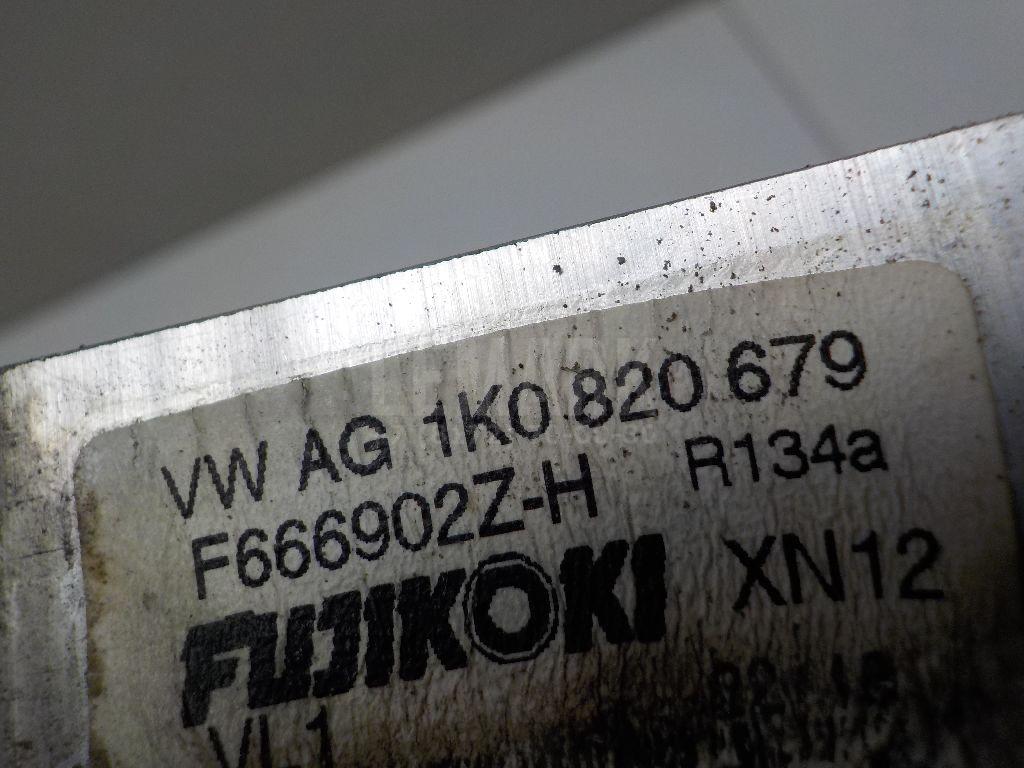 VW AG 1K0 820 679
F666902Z-H R134a
FUJIKOKI XN12